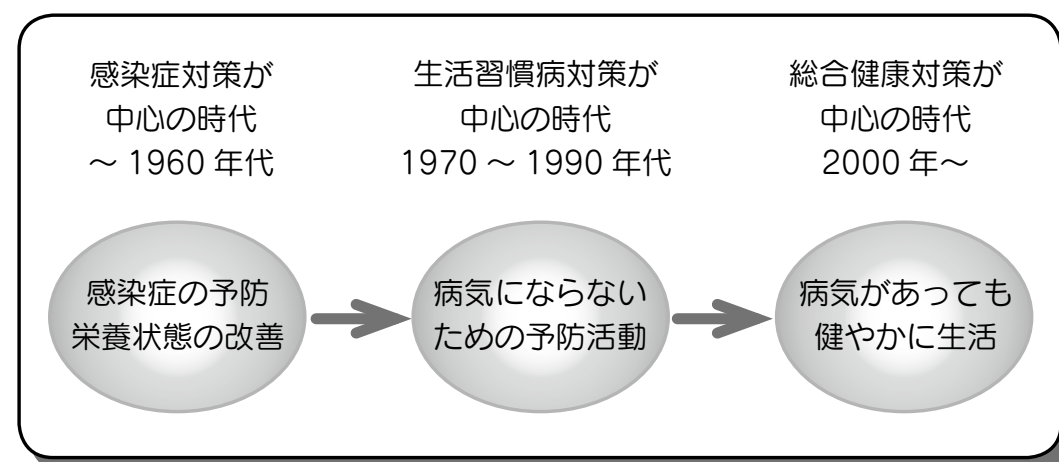 感染症対策が
中心の時代
～ 1960 年代
生活習慣病対策が
中心の時代
1970 ～ 1990 年代
総合健康対策が
中心の時代
2000 年～
感染症の予防
栄養状態の改善
病気にならない
ための予防活動
病気があっても
健やかに生活